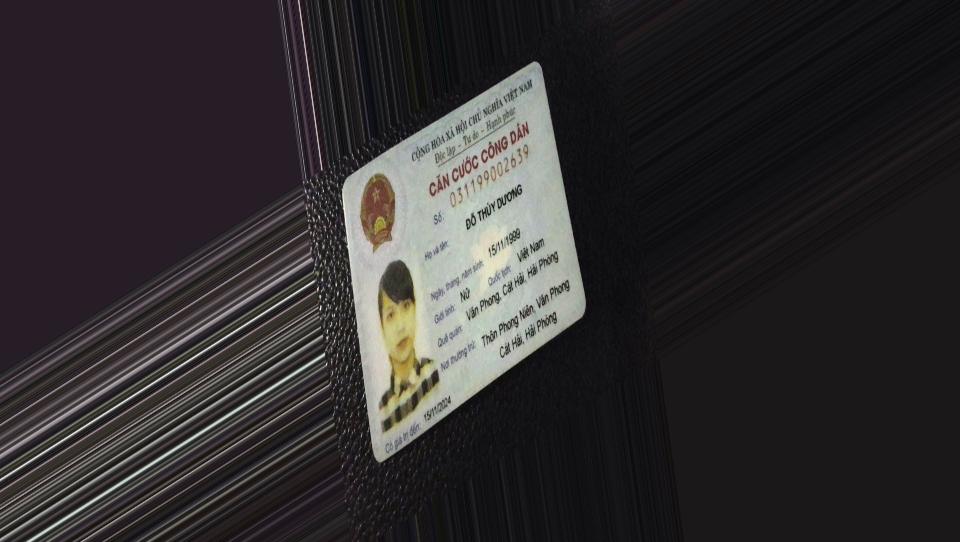 CỘNG HÒA XÃ HỘI CHỦ NGHĨA VIỆT NAM
Độc lập - Tự do - Hạnh phúc
CĂN CƯỚC CÔNG DÂN
Số: 031199002639
Họ và tên: ĐỖ THÙY DƯƠNG
Ngày, tháng, năm sinh: 15/11/1999
Giới tính: Nữ Quốc tịch: Việt Nam
Quê quán: Văn Phong, Cát Hải, Hải Phòng
Nơi thường trú: Thôn Phong Niên, Văn Phong
Cát Hải, Hải Phòng
Có giá trị đến: 15/11/2024